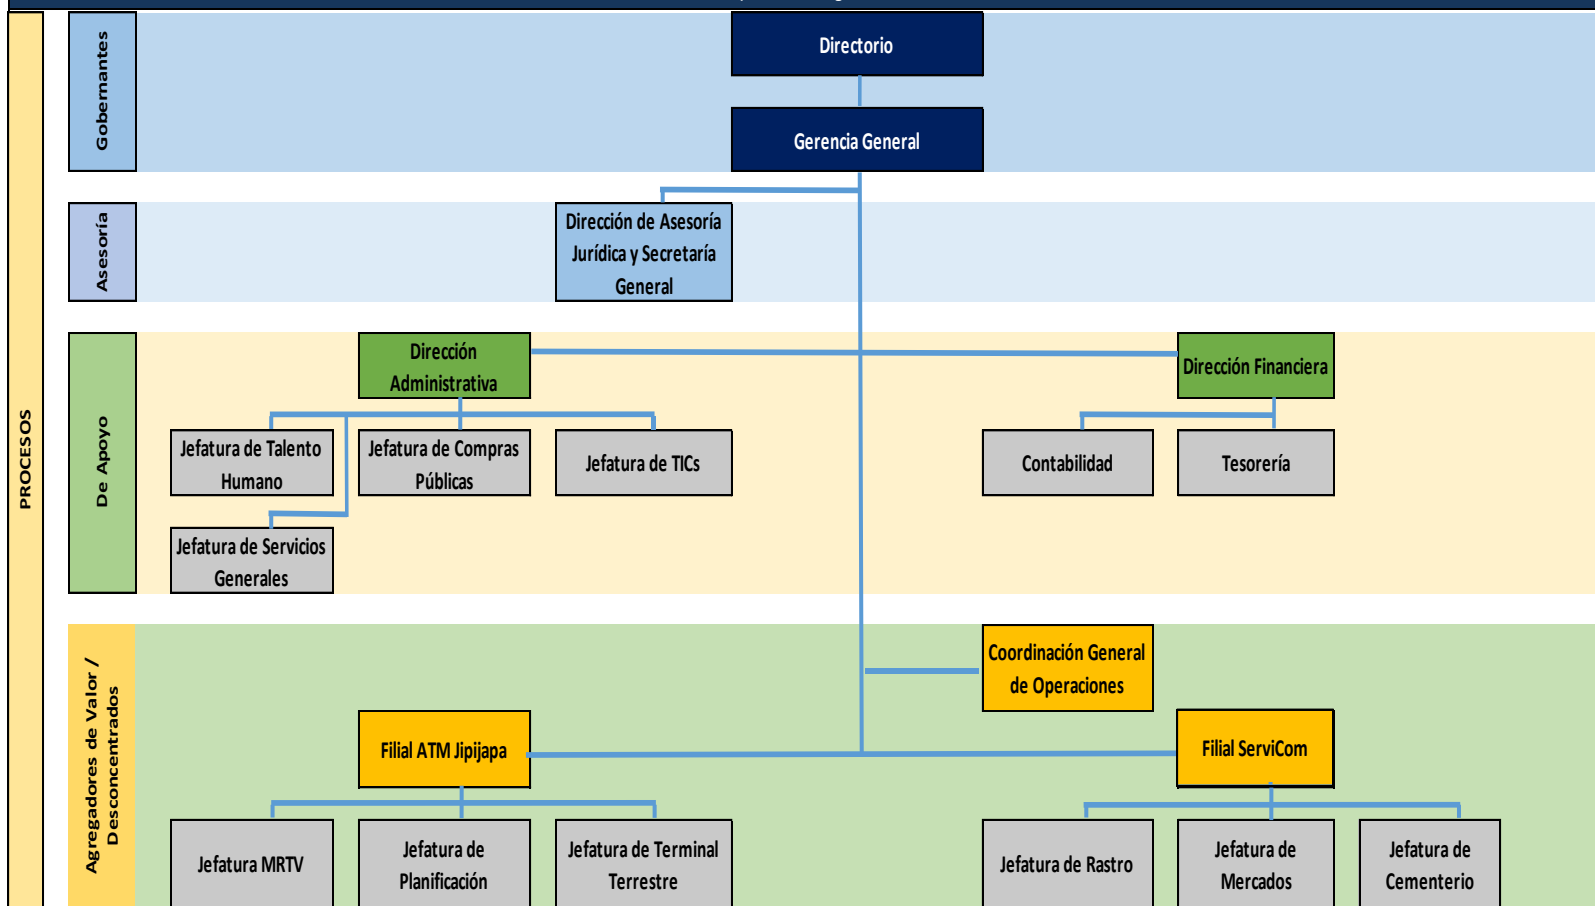 PROCESOS
Gobernantes
Directorio
Gerencia General
Asesoría
Dirección de Asesoría
Jurídica y Secretaría
General
De Apoyo
Dirección
Administrativa
Dirección Financiera
Jefatura de Talento
Humano
Jefatura de Compras
Públicas
Jefatura de TICs
Contabilidad
Tesorería
Jefatura de Servicios
Generales
Agregadores de Valor /
Desconcentrados
Coordinación General
de Operaciones
Filial ATM Jipijapa
Filial ServiCom
Jefatura MRTV
Jefatura de
Planificación
Jefatura de Terminal
Terrestre
Jefatura de Rastro
Jefatura de
Mercados
Jefatura de
Cementerio